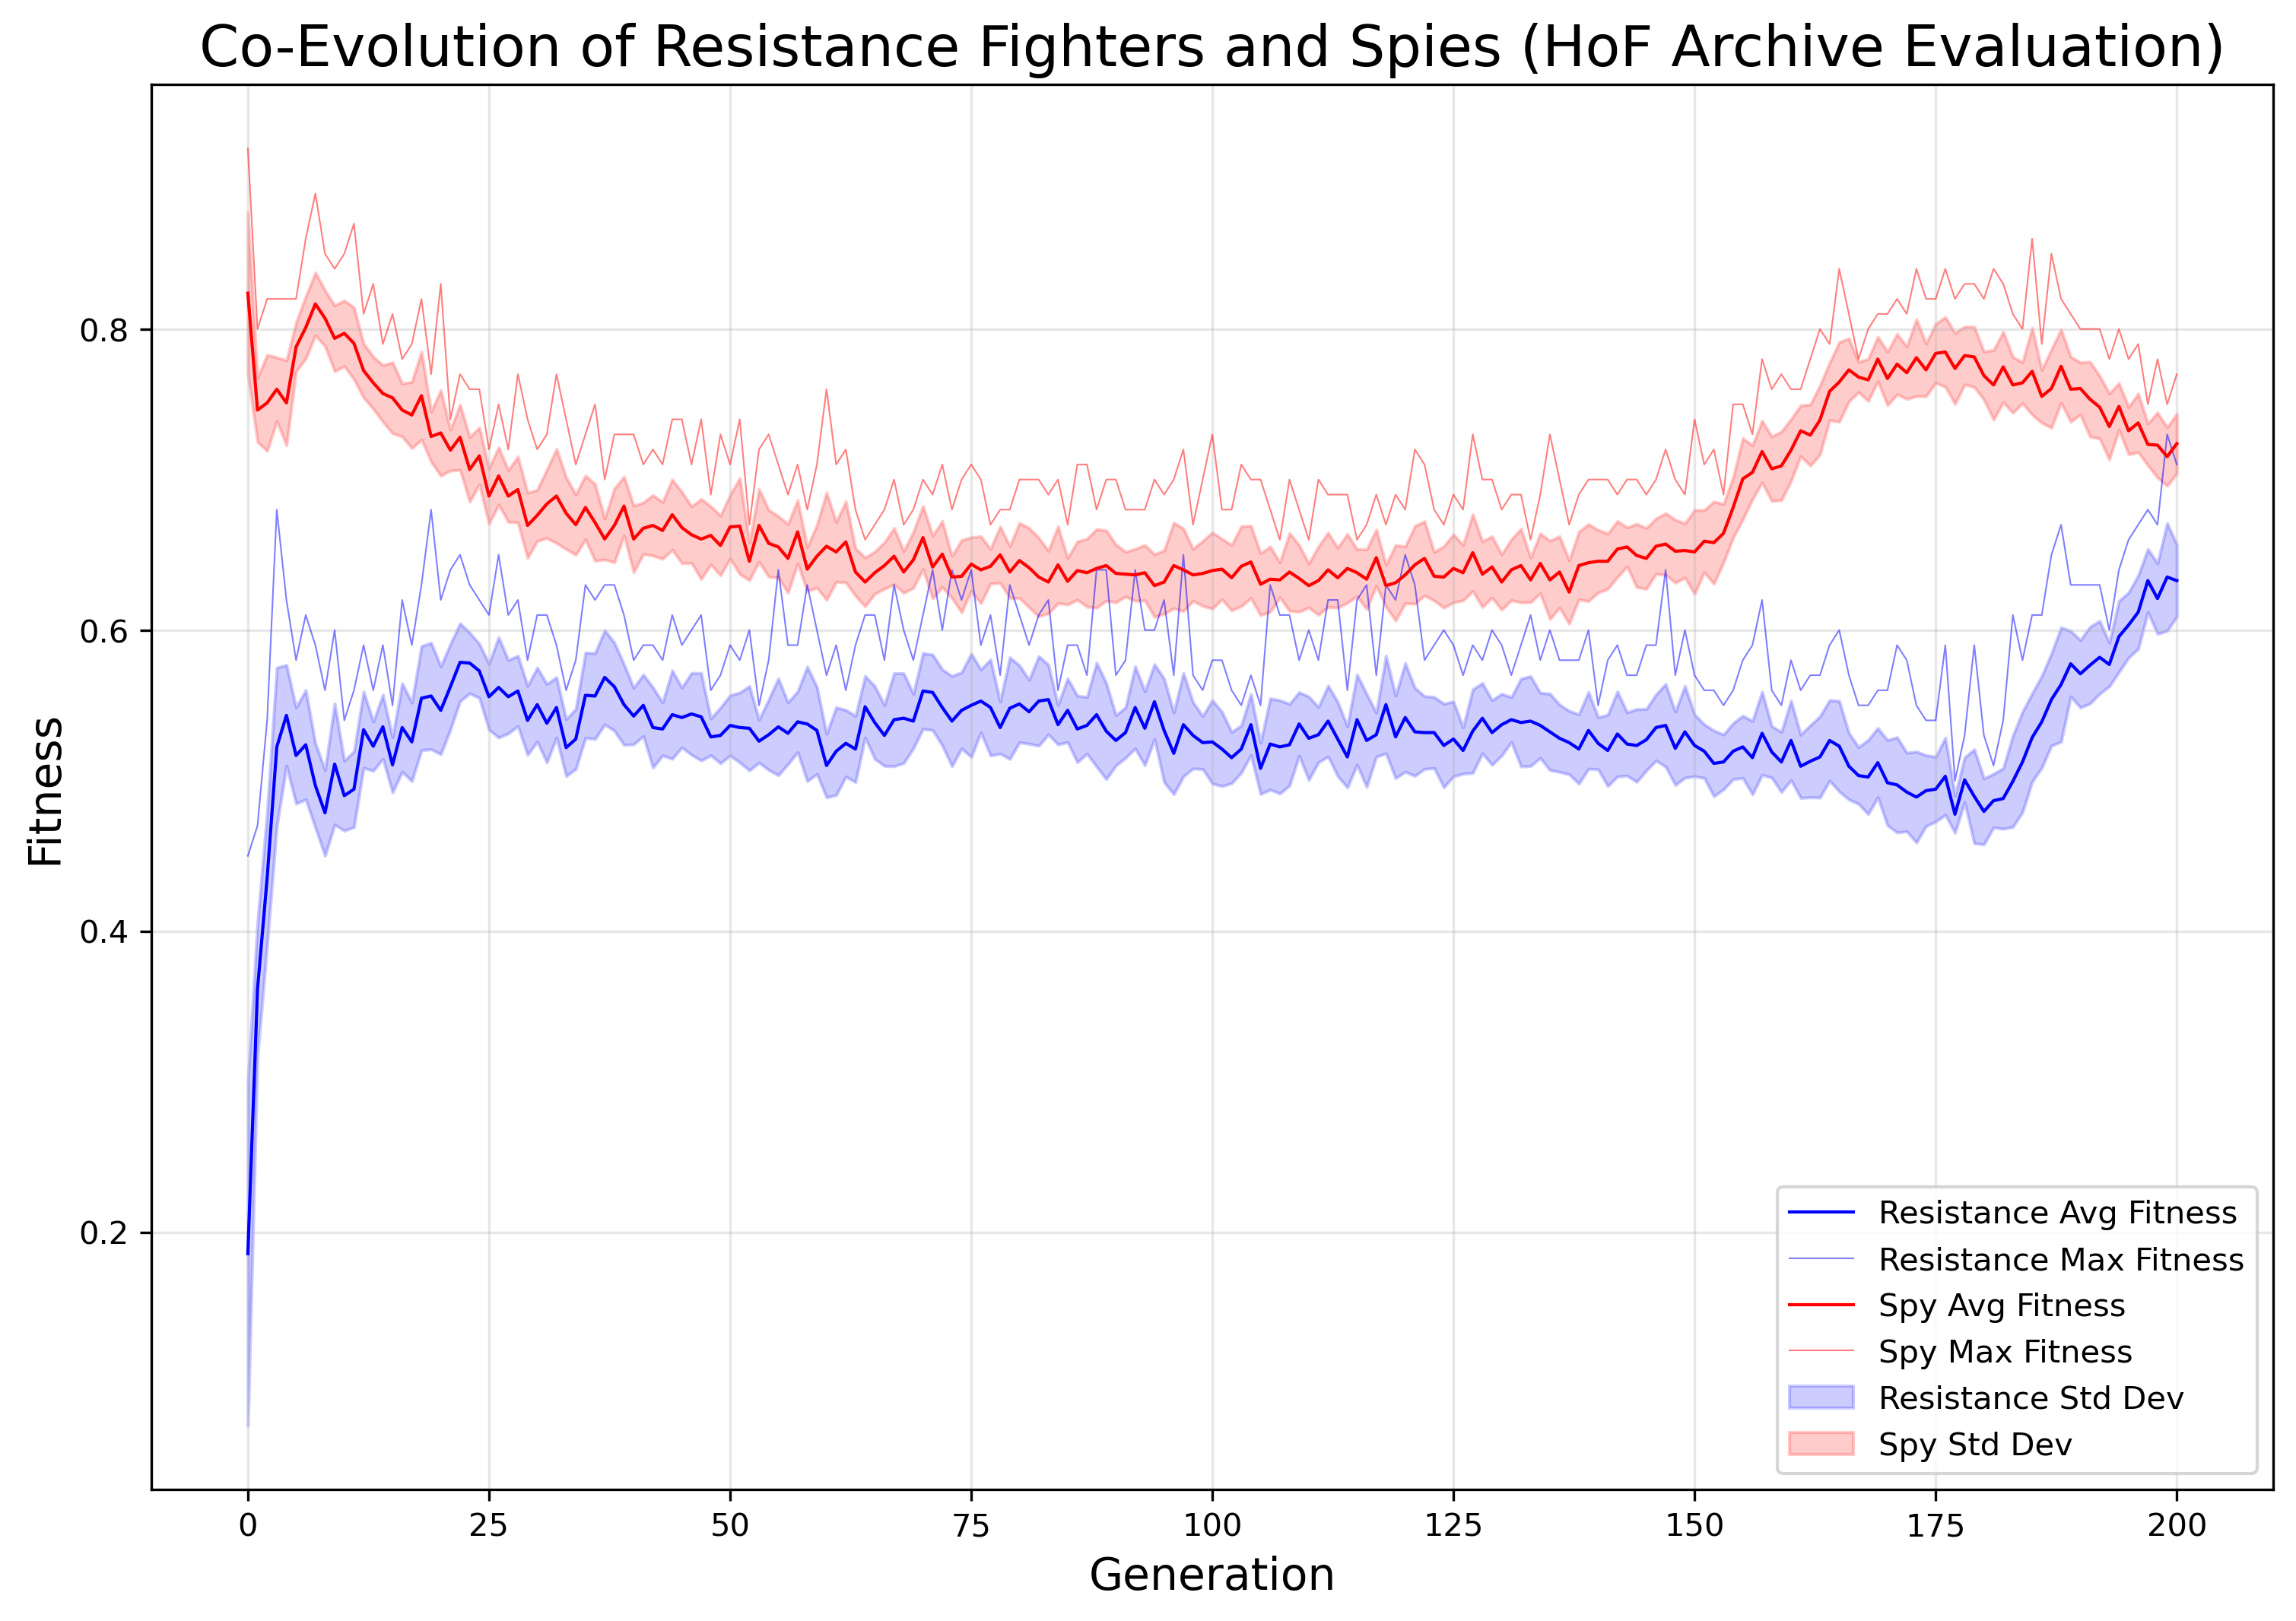 Co-Evolution of Resistance Fighters and Spies (HoF Archive Evaluation)
Fitness
0.8
0.6
0.4
0.2
0 25 50 75 100 125 150 175 200
Generation
Resistance Avg Fitness
Resistance Max Fitness
Spy Avg Fitness
Spy Max Fitness
Resistance Std Dev
Spy Std Dev